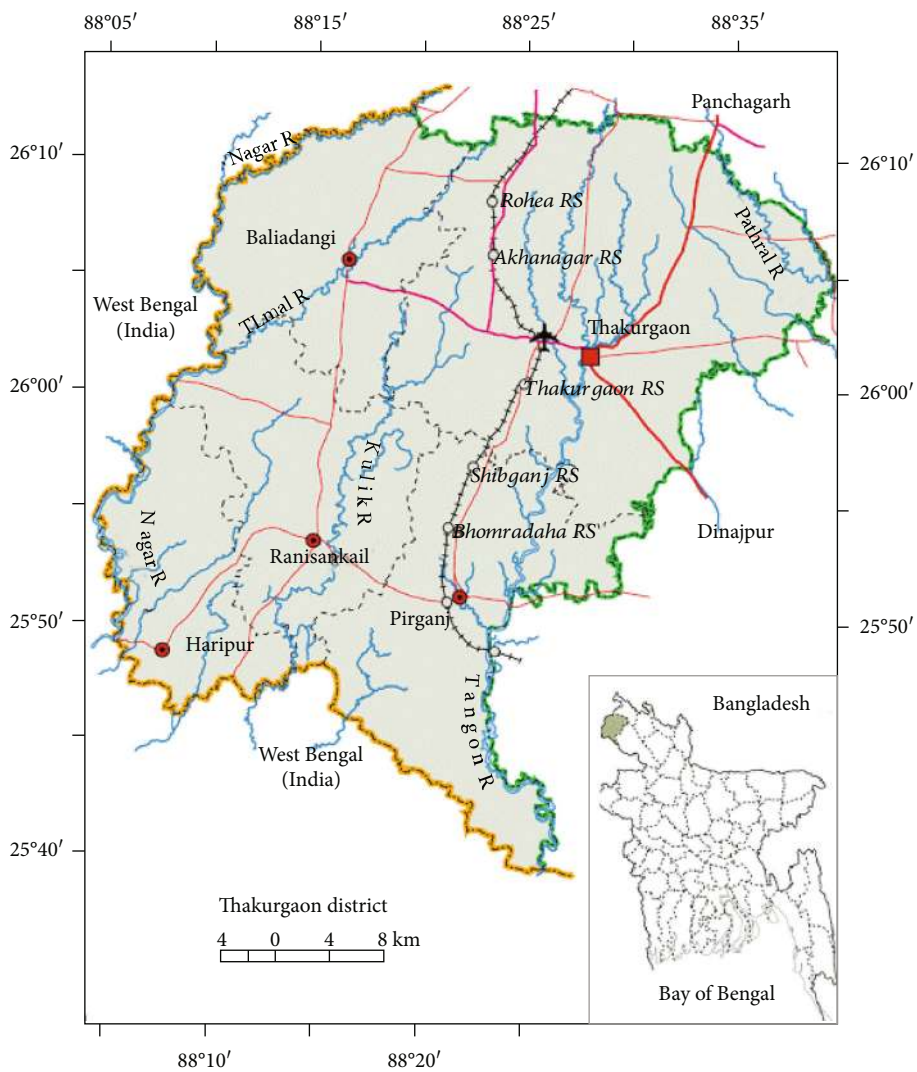 88°05′ 88°15′ 88°25′ 88°35′
Panchagarh
26°10′
Nagar R
26°10′
Rohea RS
Pathral R
Baliadangi
Akhanagar RS
West Bengal
(India)
TLmal R
Thakurgaon
26°00′
Thakurgaon RS
26°00′
Kulik R
Shibganj RS
Nagar R
Bhomradaha RS
Dinajpur
Ranisankail
25°50′
Pirganj
25°50′
Haripur
Tangon R
West Bengal
(India)
Bangladesh
25°40′
Thakurgaon district
4 0 4 8 km
Bay of Bengal
88°10′ 88°20′